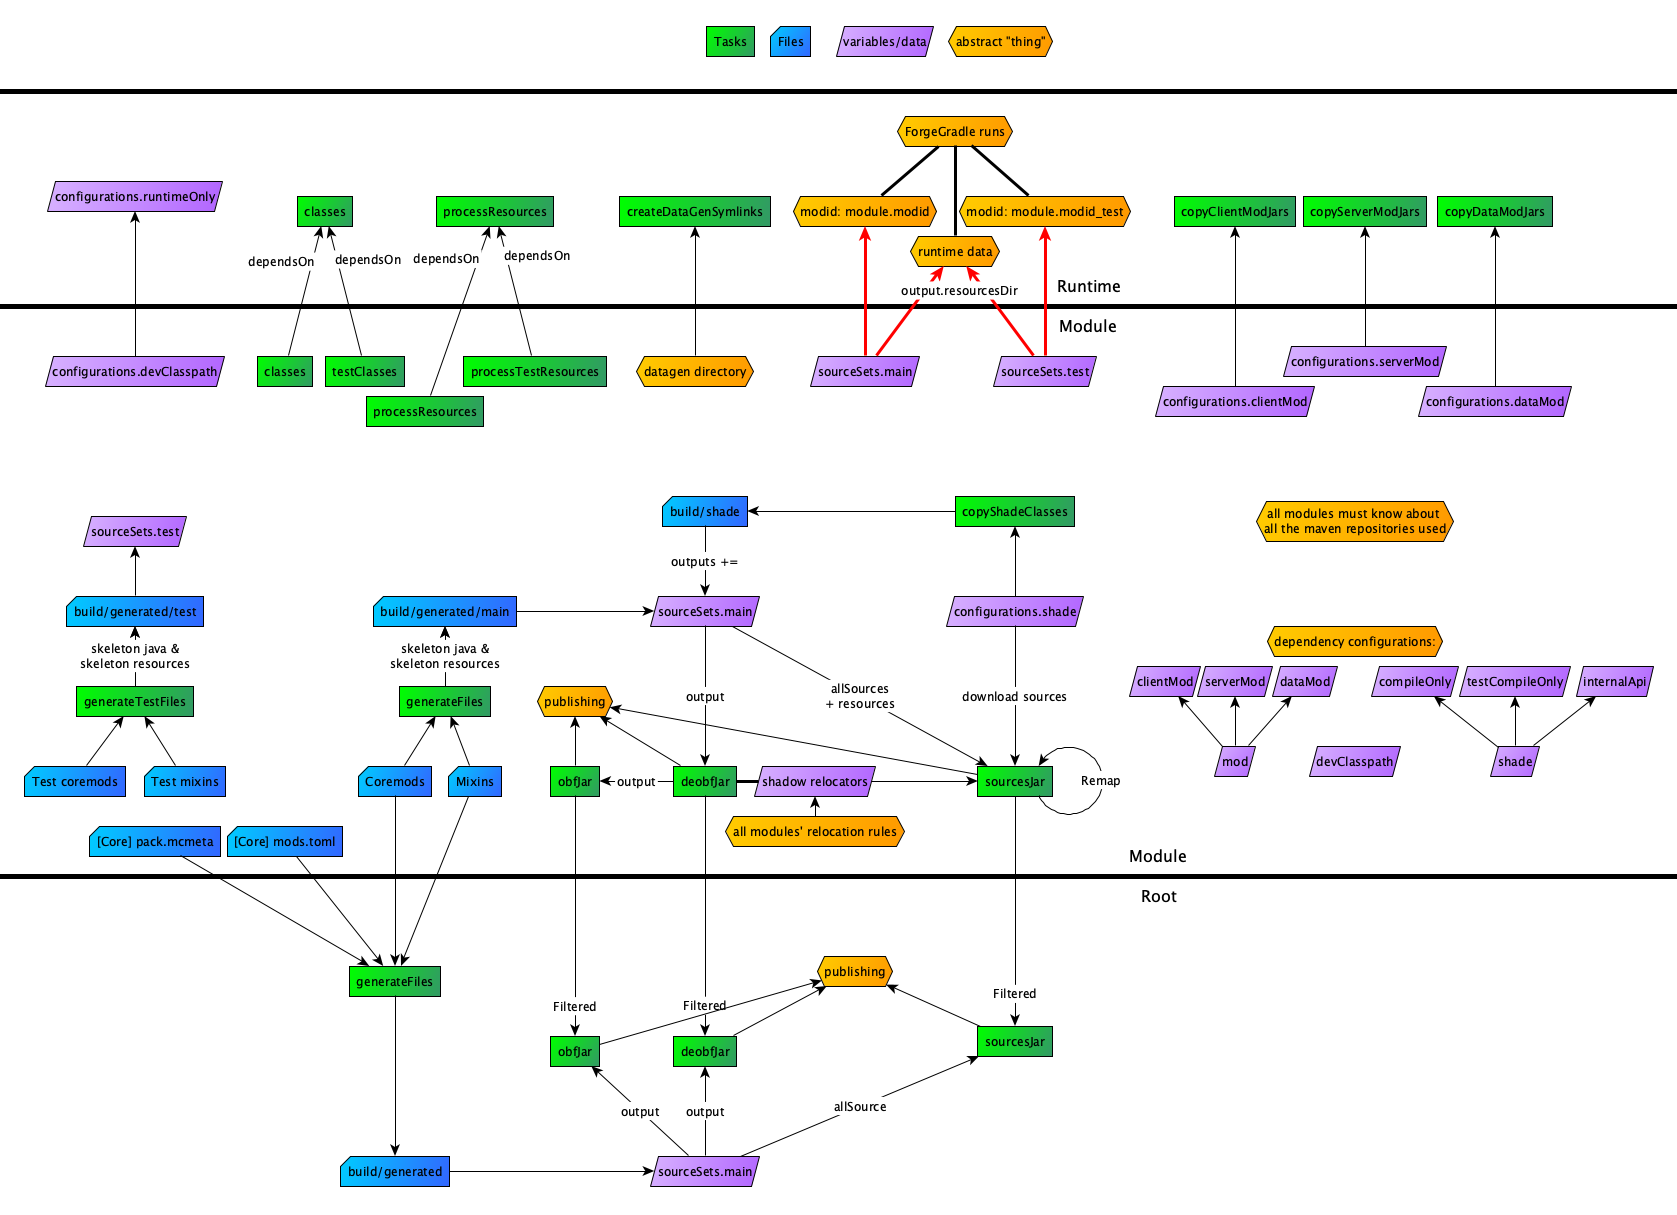 Tasks
Files
variables/data
abstract "thing"
ForgeGradle runs
configurations.runtimeOnly
classes
processResources
createDataGenSymlinks
modid: module.modid
modid: module.modid_test
copyClientModJars
copyServerModJars
copyDataModJars
dependsOn
dependsOn
dependsOn
dependsOn
runtime data
output.resourcesDir
Runtime
Module
configurations.devClasspath
classes
testClasses
processTestResources
datagen directory
sourceSets.main
sourceSets.test
configurations.serverMod
processResources
configurations.clientMod
configurations.dataMod
build/shade
copyShadeClasses
all modules must know about
all the maven repositories used
sourceSets.test
outputs +=
build/generated/test
build/generated/main
sourceSets.main
configurations.shade
skeleton java &
skeleton resources
skeleton java &
skeleton resources
dependency configurations:
clientMod
serverMod
dataMod
compileOnly
testCompileOnly
internalApi
generateTestFiles
generateFiles
publishing
output
allSources
+ resources
download sources
mod
devClasspath
shade
Test coremods
Test mixins
Coremods
Mixins
obfJar
output
deobfJar
shadow relocators
sourcesJar
Remap
all modules' relocation rules
[Core] pack.mcmeta
[Core] mods.toml
Module
Root
generateFiles
publishing
Filtered
Filtered
Filtered
obfJar
deobfJar
sourcesJar
output
output
allSource
build/generated
sourceSets.main